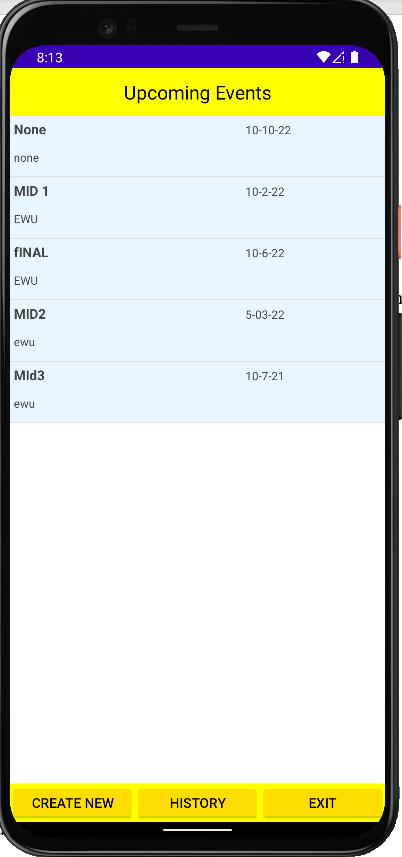 8:13
Upcoming Events
None 10-10-22
none
MID 1 10-2-22
EWU
fINAL 10-6-22
EWU
MID2 5-03-22
ewu
MId3 10-7-21
ewu
CREATE NEW HISTORY EXIT